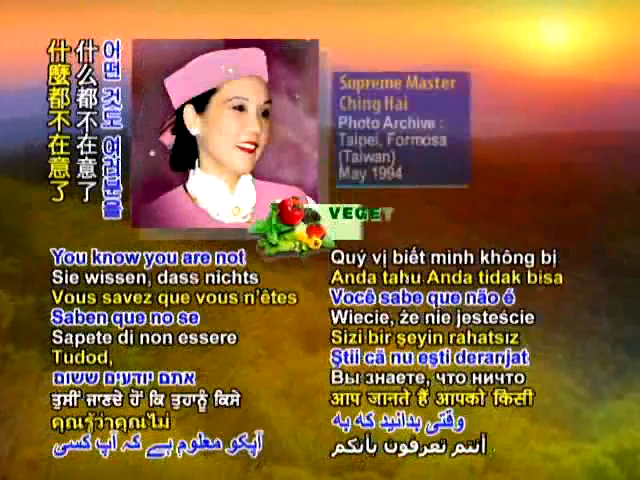 什麼都不在意了
什么都不在意了
어떤 것도
Supreme Master
Ching Hai
Photo Archive :
Taipei, Formosa
(Taiwan)
May 1994
VEGET
You know you are not
Sie wissen, dass nichts
Vous savez que vous n'êtes
Saben que no se
Sapete di non essere
Tudod,
אתם יודעים ששום
ਤੁਸੀਂ ਜਾਣਦੇ ਹੋਂ ਕਿ ਤੁਹਾਨੂੰ ਕਿਸੇ
คุณรู้ว่าคุณไม่
آپکو معلوم ہے کہ آپ کسی
Quý vị biết mình không bị
Anda tahu Anda tidak bisa
Você sabe que não é
Wiecie, że nie jesteście
Sizi bir şeyin rahatsız
Ştii că nu eşti deranjat
Вы знаете, что ничто
आप जानते हैं आपको किसी
وقتی بدانید که به
أنتم تعرفون بأنكم